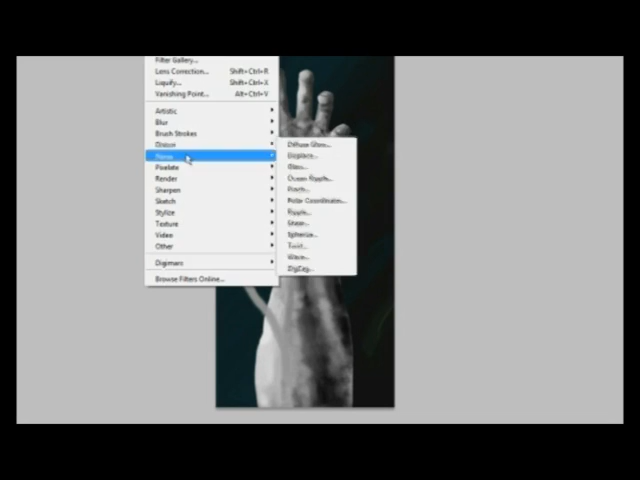 Filter Gallery...
Lens Correction... Shift+Ctrl+R
Liquify... Shift+Ctrl+X
Vanishing Point... Alt+Ctrl+V
Artistic
Blur
Brush Strokes
Distort
Noise
Pixelate
Render
Sharpen
Sketch
Stylize
Texture
Video
Other
Digimarc
Browse Filters Online...
Diffuse Glow...
Displace...
Glass...
Ocean Ripple...
Pinch...
Polar Coordinates...
Ripple...
Shear...
Spherize...
Twirl...
Wave...
ZigZag...